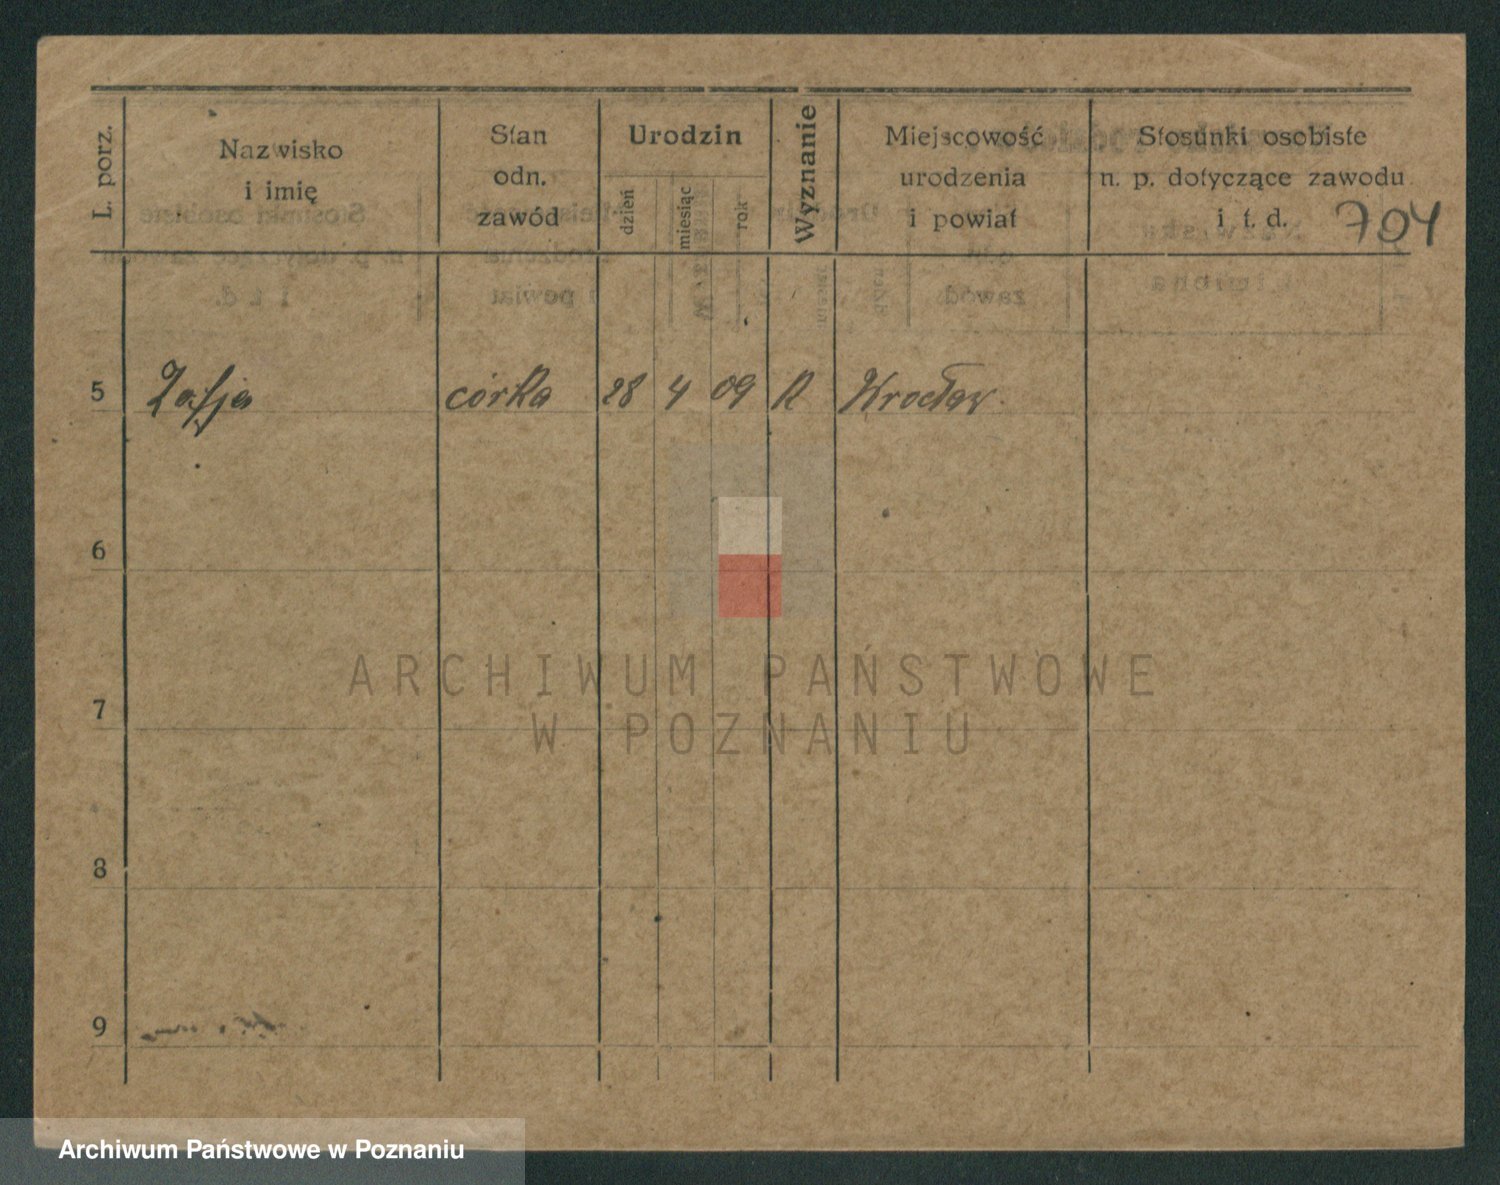 L. porz.
Nazwisko
i imię
Stan
odn.
zawód
Urodzin
dzień
miesiąc
rok
Wyznanie
Miejscowość
urodzenia
i powiat
Stosunki osobiste
n. p. dotyczące zawodu
i. t. d.
704
5 Zofja córka 28 4 09 R Wrocław
6
7
8
9
ARCHIWUM PAŃSTWOWE
W POZNANIU
Archiwum Państwowe w Poznaniu